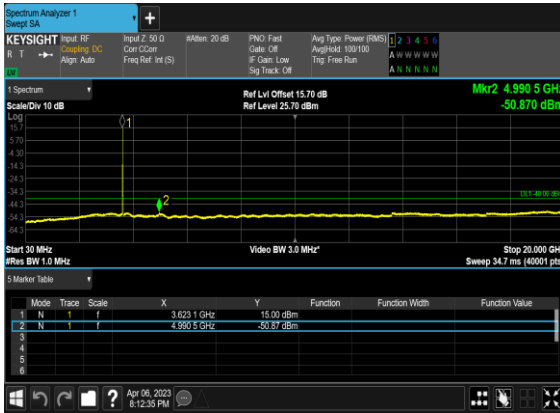 Spectrum Analyzer 1
Swept SA
KEYSIGHT
R T
Input: RF
Coupling: DC
Align: Auto
Input Z: 50 Ω
Corr CCorr
Freq Ref: Int (S)
#Atten: 20 dB
PNO: Fast
Gate: Off
IF Gain: Low
Sig Track: Off
Avg Type: Power (RMS)
Avg|Hold: 100/100
Trig: Free Run
1 2 3 4 5 6
A W W W W W
A N N N N N
1 Spectrum
Scale/Div 10 dB
Ref Lvl Offset 15.70 dB
Ref Level 25.70 dBm
Mkr2 4.990 5 GHz
-50.870 dBm
Log
15.7
5.70
-4.30
-14.3
-24.3
-34.3
-44.3
-54.3
-64.3
1
2
DL1 -40.00 dBm
Start 30 MHz
Video BW 3.0 MHz*
Stop 20.000 GHz
#Res BW 1.0 MHz
Sweep 34.7 ms (40001 pts)
5 Marker Table
Mode Trace Scale X Y Function Function Width Function Value
1 N 1 f 3.623 1 GHz 15.00 dBm
2 N 1 f 4.990 5 GHz -50.87 dBm
3
4
5
6
?
Apr 06, 2023
8:12:35 PM